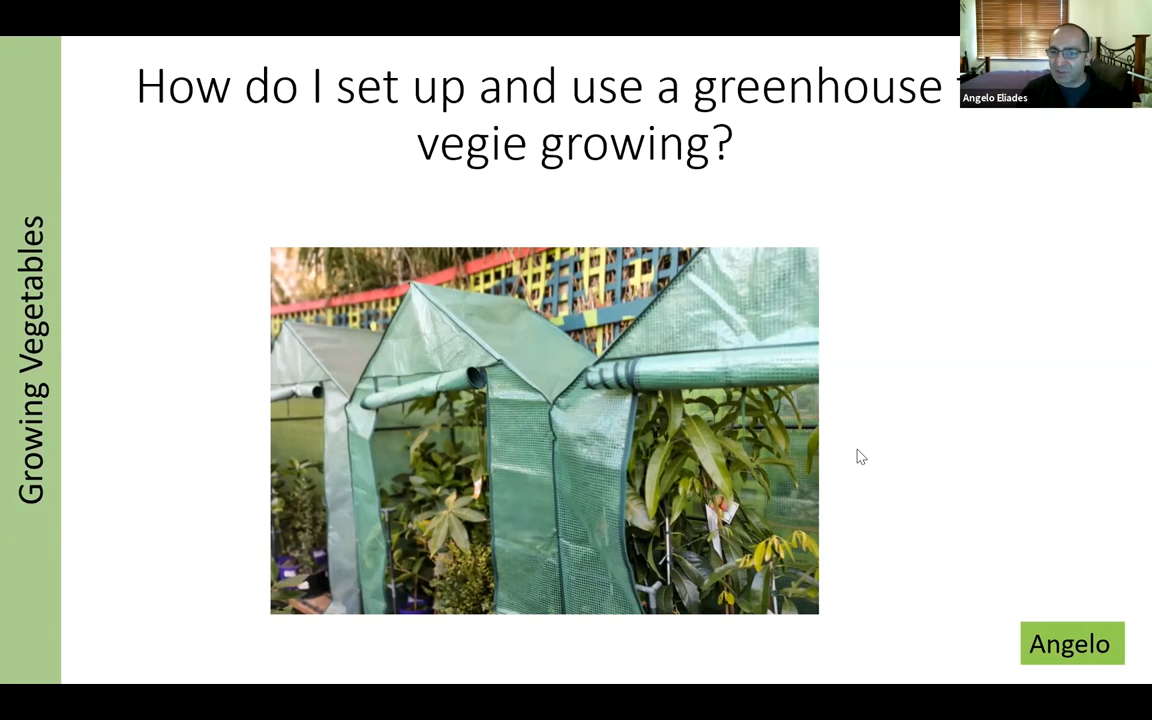 How do I set up and use a greenhouse
vegie growing?
Angelo Eliades
Growing Vegetables
Angelo